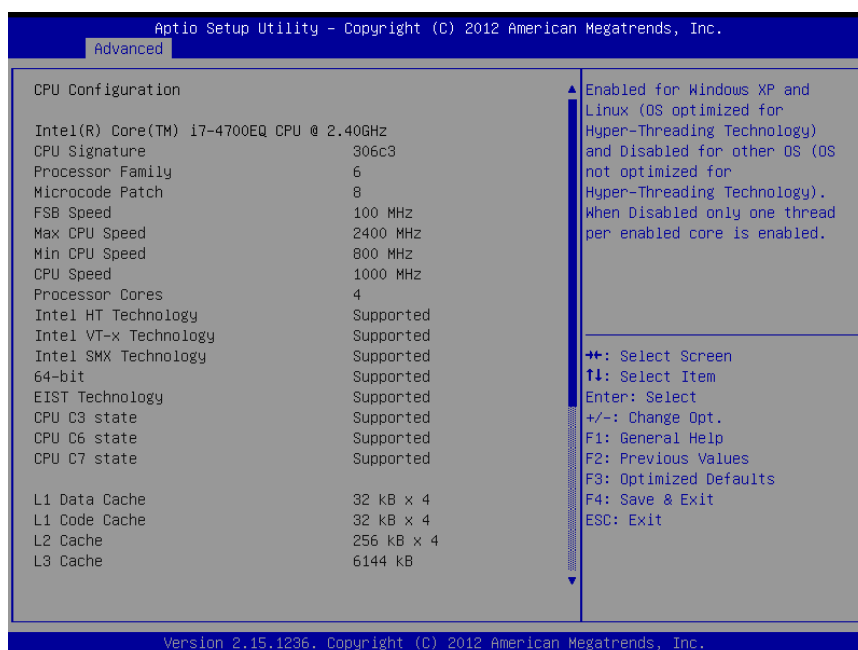 Aptio Setup Utility – Copyright (C) 2012 American Megatrends, Inc.
Advanced
CPU Configuration
Intel(R) Core(TM) i7-4700EQ CPU @ 2.40GHz
CPU Signature 306c3
Processor Family 6
Microcode Patch 8
FSB Speed 100 MHz
Max CPU Speed 2400 MHz
Min CPU Speed 800 MHz
CPU Speed 1000 MHz
Processor Cores 4
Intel HT Technology Supported
Intel VT-x Technology Supported
Intel SMX Technology Supported
64-bit Supported
EIST Technology Supported
CPU C3 state Supported
CPU C6 state Supported
CPU C7 state Supported
L1 Data Cache 32 kB x 4
L1 Code Cache 32 kB x 4
L2 Cache 256 kB x 4
L3 Cache 6144 kB
Enabled for Windows XP and
Linux (OS optimized for
Hyper-Threading Technology)
and Disabled for other OS (OS
not optimized for
Hyper-Threading Technology).
When Disabled only one thread
per enabled core is enabled.
→←: Select Screen
↑↓: Select Item
Enter: Select
+/-: Change Opt.
F1: General Help
F2: Previous Values
F3: Optimized Defaults
F4: Save & Exit
ESC: Exit
Version 2.15.1236. Copyright (C) 2012 American Megatrends, Inc.